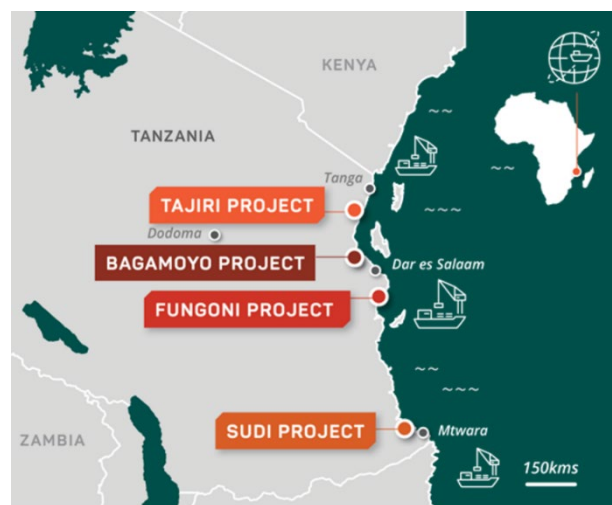 KENYA
TANZANIA
Tanga
TAJIRI PROJECT
Dodoma
BAGAMOYO PROJECT
Dar es Salaam
FUNGONI PROJECT
SUDI PROJECT
Mtwara
ZAMBIA
150kms